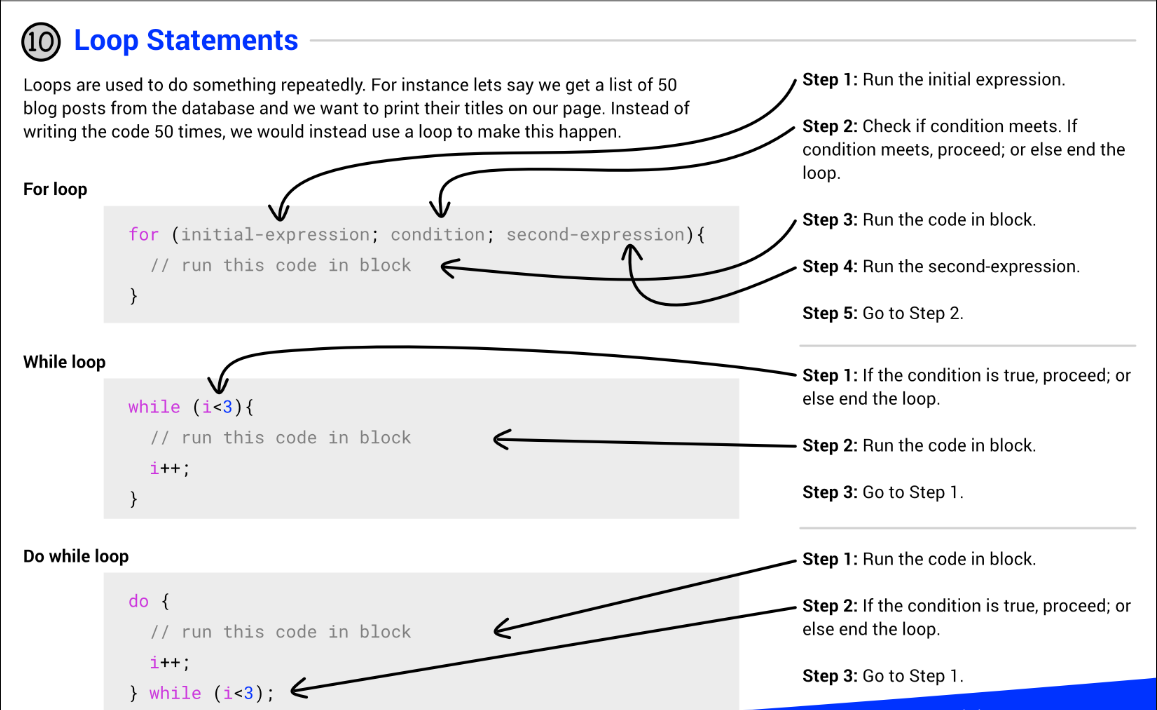 10 Loop Statements
Loops are used to do something repeatedly. For instance lets say we get a list of 50
blog posts from the database and we want to print their titles on our page. Instead of
writing the code 50 times, we would instead use a loop to make this happen.
For loop
for (initial-expression; condition; second-expression){
// run this code in block
}
Step 1: Run the initial expression.
Step 2: Check if condition meets. If
condition meets, proceed; or else end the
loop.
Step 3: Run the code in block.
Step 4: Run the second-expression.
Step 5: Go to Step 2.
While loop
while (i<3){
// run this code in block
i++;
}
Step 1: If the condition is true, proceed; or
else end the loop.
Step 2: Run the code in block.
Step 3: Go to Step 1.
Do while loop
do {
// run this code in block
i++;
} while (i<3);
Step 1: Run the code in block.
Step 2: If the condition is true, proceed; or
else end the loop.
Step 3: Go to Step 1.